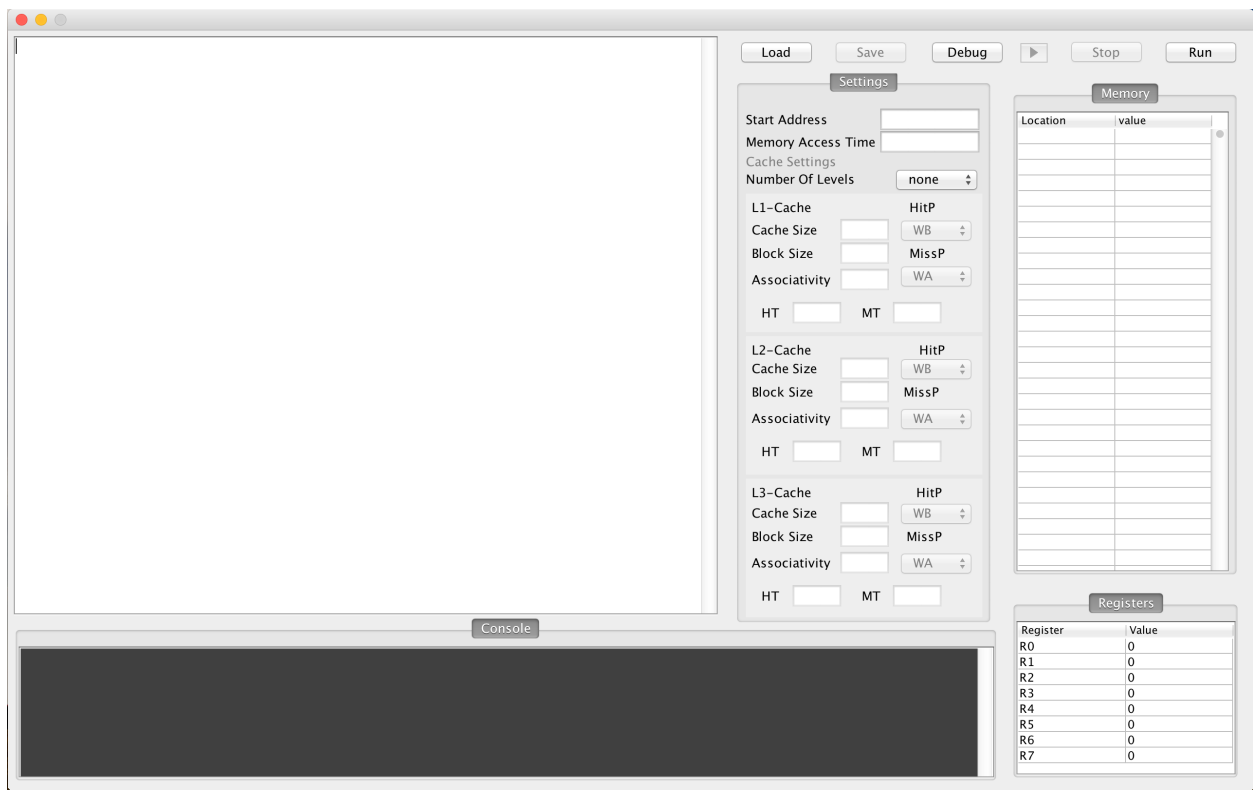 Load Save Debug Stop Run
Settings
Start Address
Memory Access Time
Cache Settings
Number Of Levels none
L1-Cache HitP
Cache Size WB
Block Size MissP
Associativity WA
HT MT
L2-Cache HitP
Cache Size WB
Block Size MissP
Associativity WA
HT MT
L3-Cache HitP
Cache Size WB
Block Size MissP
Associativity WA
HT MT
Memory
Location value
Console
Registers
Register Value
R0 0
R1 0
R2 0
R3 0
R4 0
R5 0
R6 0
R7 0